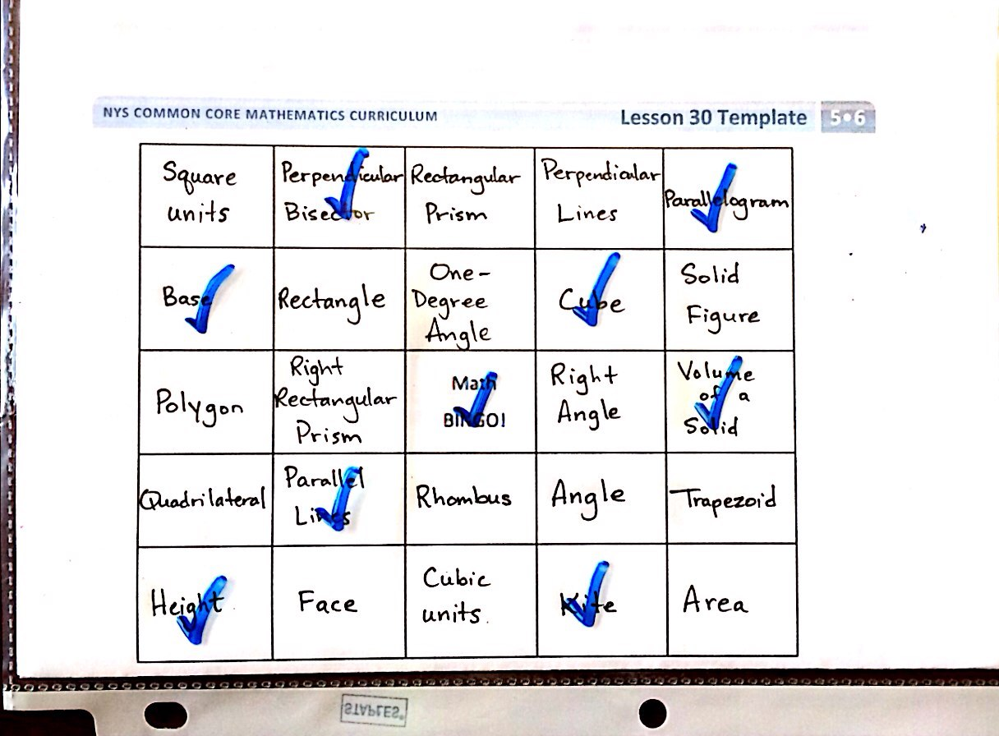 NYS COMMON CORE MATHEMATICS CURRICULUM
Lesson 30 Template 5•6
Square
units
Perpendicular
Bisector
Rectangular
Prism
Perpendicular
Lines
Parallelogram
Base
Rectangle
One-
Degree
Angle
Cube
Solid
Figure
Polygon
Right
Rectangular
Prism
Math
BINGO!
Right
Angle
Volume
of a
Solid
Quadrilateral
Parallel
Lines
Rhombus
Angle
Trapezoid
Height
Face
Cubic
units.
Kite
Area
STAPLES